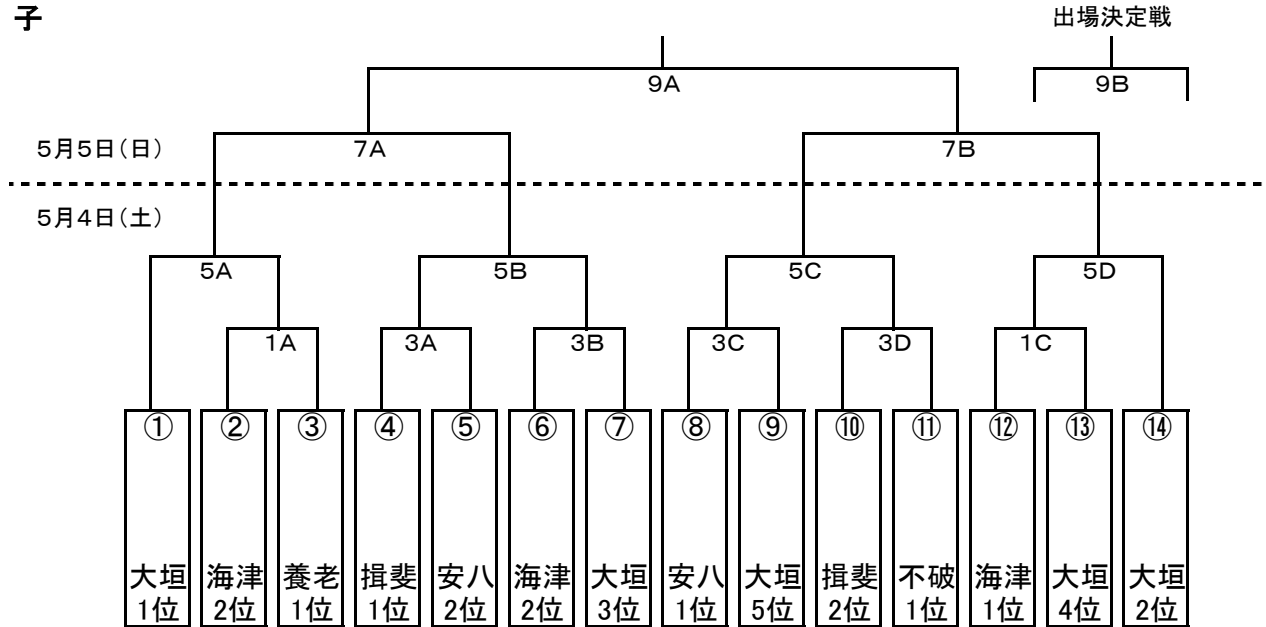 子
出場決定戦
9A
9B
5月5日(日)
7A
7B
5月4日(土)
5A
5B
5C
5D
1A
3A
3B
3C
3D
1C
① ② ③ ④ ⑤ ⑥ ⑦ ⑧ ⑨ ⑩ ⑪ ⑫ ⑬ ⑭
大垣 海津 養老 揖斐 安八 海津 大垣 安八 大垣 揖斐 不破 海津 大垣 大垣
1位 2位 1位 1位 2位 2位 3位 1位 5位 2位 1位 1位 4位 2位